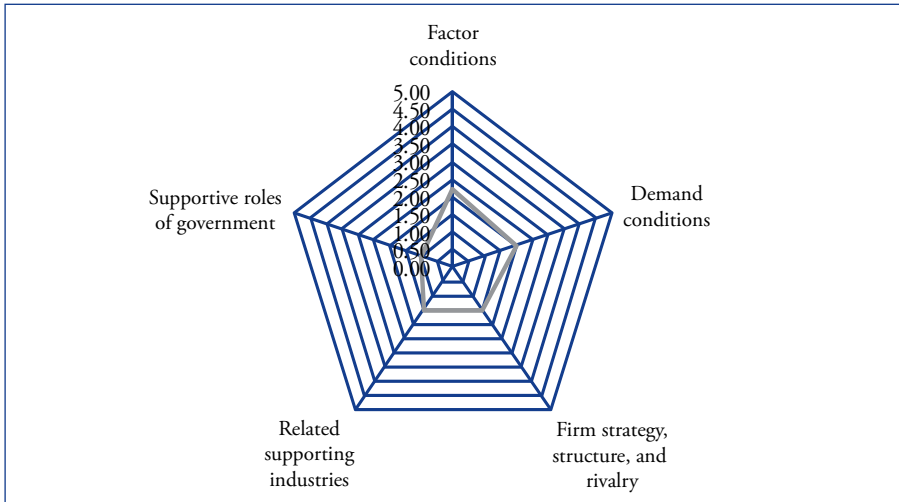 Factor
conditions
5.00
4.50
4.00
3.50
3.00
2.50
2.00
1.50
1.00
0.50
0.00
Supportive roles
of government
Demand
conditions
Related
supporting
industries
Firm strategy,
structure, and
rivalry